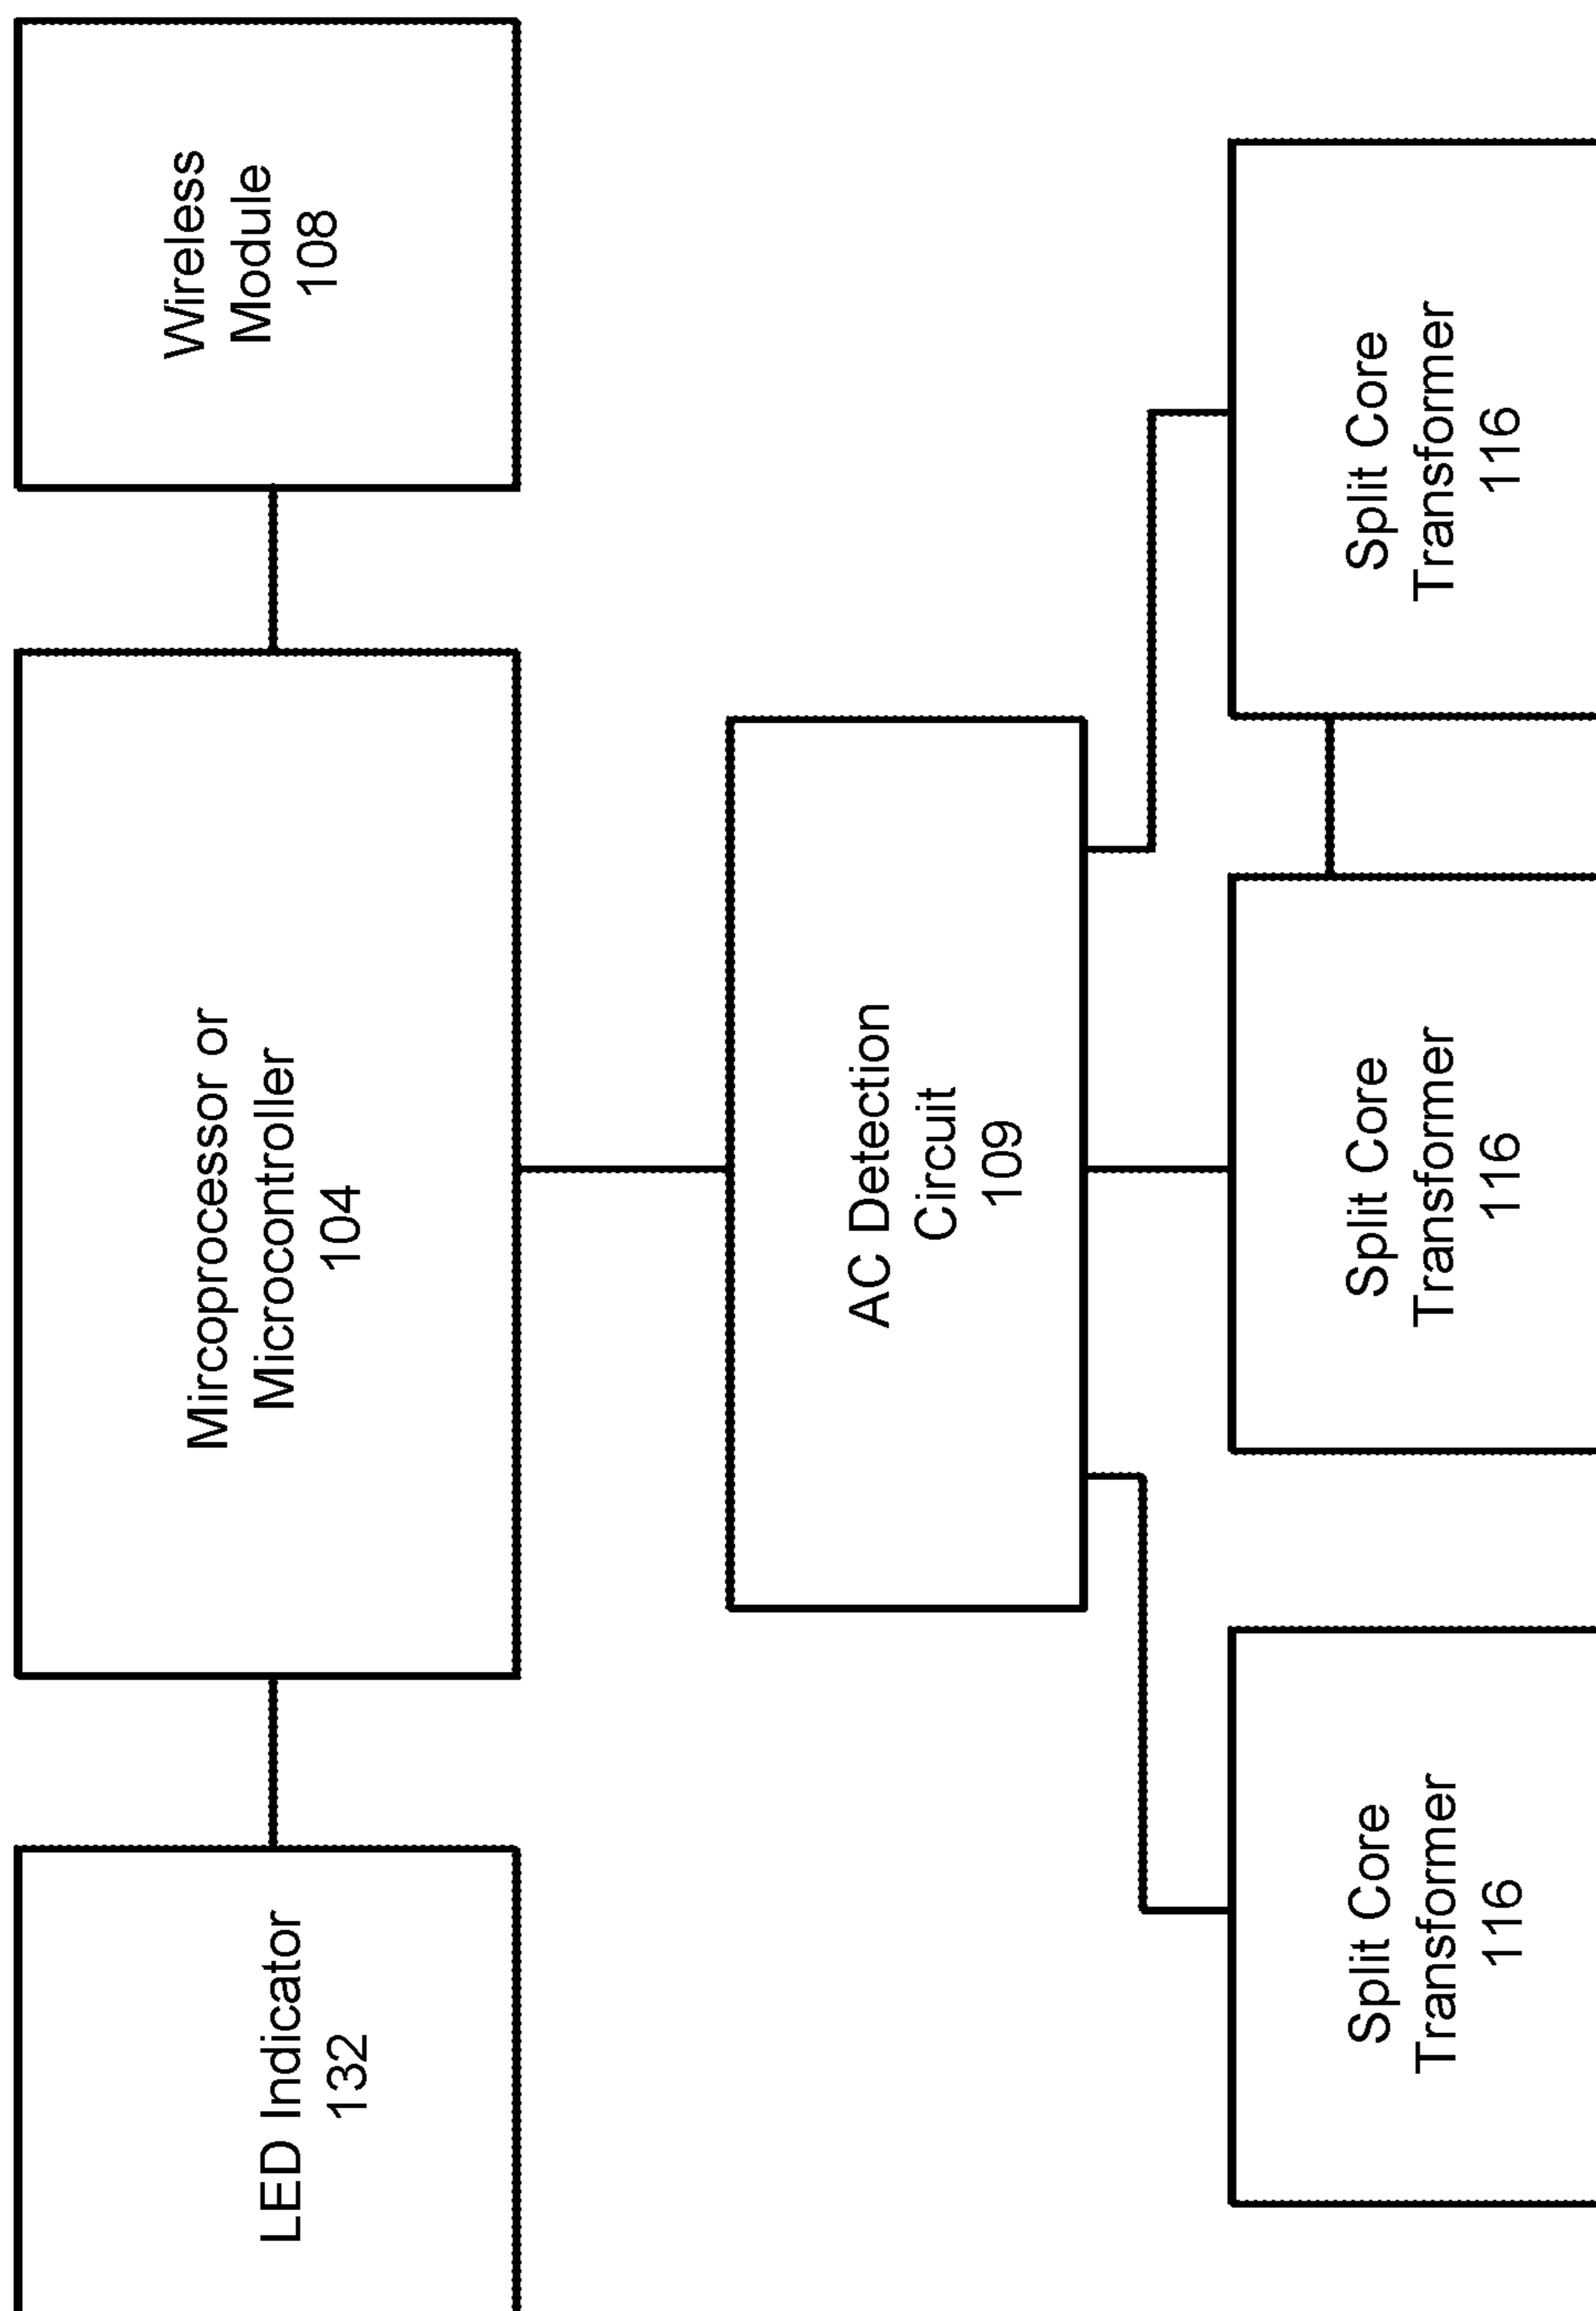 LED Indicator
132
Mircoprocessor or
Microcontroller
104
Wireless
Module
108
AC Detection
Circuit
109
Split Core
Transformer
116
Split Core
Transformer
116
Split Core
Transformer
116